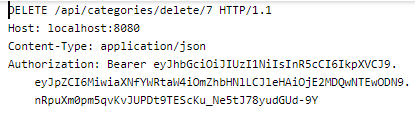 DELETE /api/categories/delete/7 HTTP/1.1
Host: localhost:8080
Content-Type: application/json
Authorization: Bearer eyJhbGciOiJIUzI1NiIsInR5cCI6IkpXVCJ9.
eyJpZCI6MiwiaXNfYWRtaW4iOmZhbHNlLCJleHAiOjE2MDQwNTEwODN9.
nRpuXm0pm5qvKvJUPDt9TEScKu_Ne5tJ78yudGUd-9Y